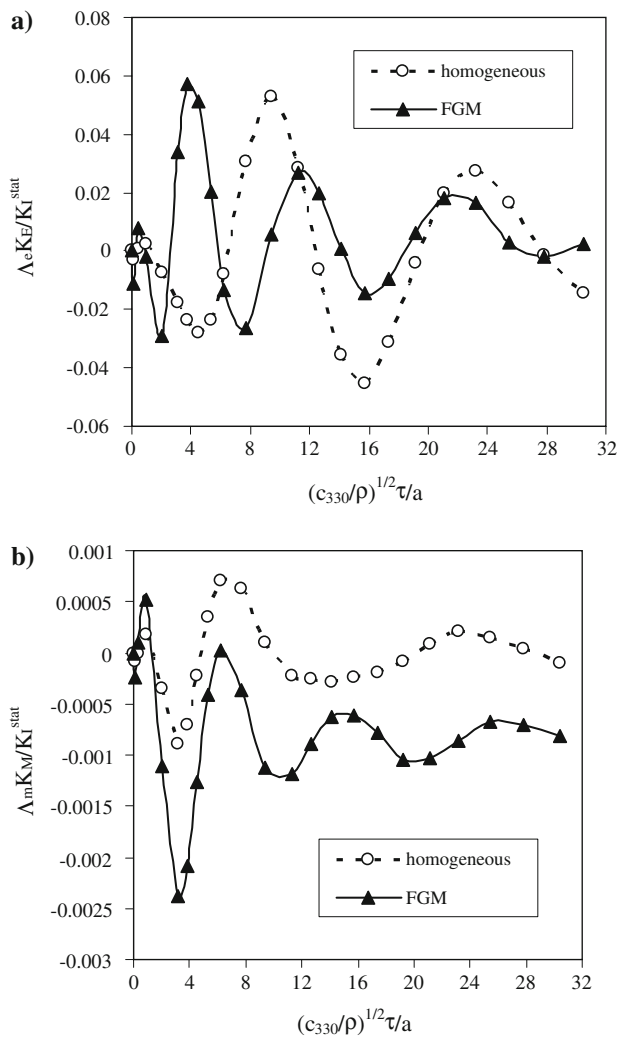 a)
0.08
0.06
0.04
0.02
0
-0.02
-0.04
-0.06
ΛeKE/KI^stat
homogeneous
FGM
0 4 8 12 16 20 24 28 32
(c330/ρ)^1/2τ/a
b)
0.001
0.0005
0
-0.0005
-0.001
-0.0015
-0.002
-0.0025
-0.003
ΛmKM/KI^stat
homogeneous
FGM
0 4 8 12 16 20 24 28 32
(c330/ρ)^1/2τ/a